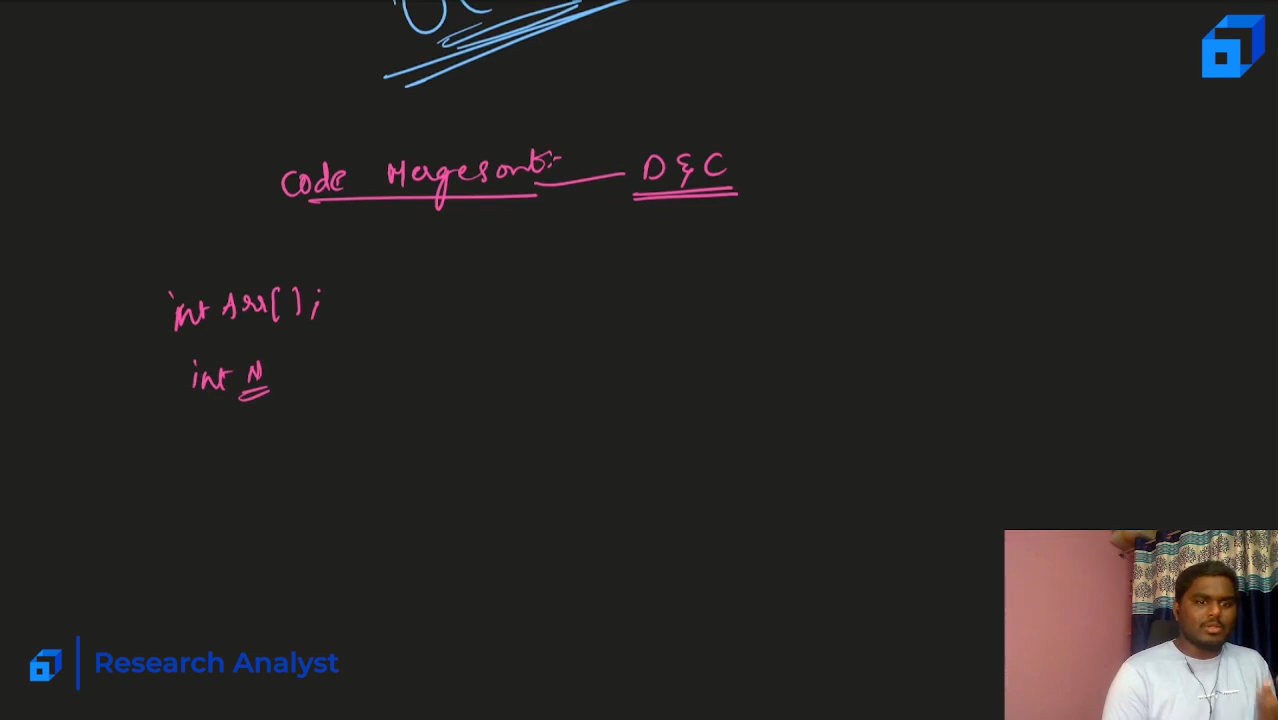 Code Mergesort:- D & C
int Arr[];
int N
Research Analyst